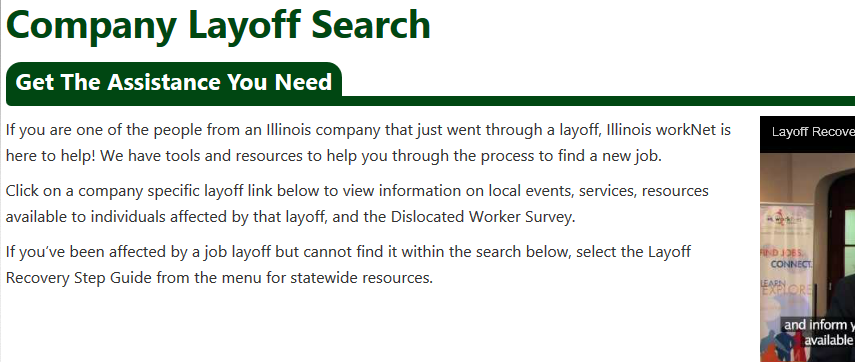 Company Layoff Search
Get The Assistance You Need
If you are one of the people from an Illinois company that just went through a layoff, Illinois workNet is
here to help! We have tools and resources to help you through the process to find a new job.
Click on a company specific layoff link below to view information on local events, services, resources
available to individuals affected by that layoff, and the Dislocated Worker Survey.
If you’ve been affected by a job layoff but cannot find it within the search below, select the Layoff
Recovery Step Guide from the menu for statewide resources.
Layoff Recove
workNet
FIND JOBS.
CONNECT.
LEARN
EXPLORE
and inform y
available